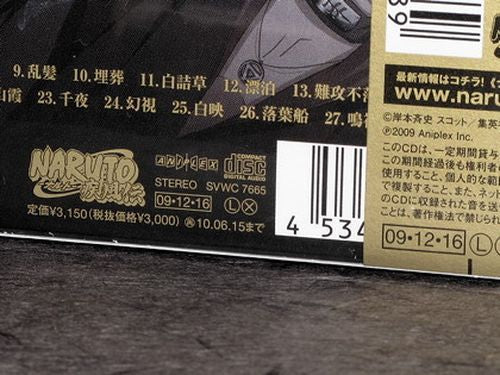 9.乱髪 10.埋葬 11.白詰草 12.漂泊 13.難攻不落
山霞 23.千夜 24.幻視 25.白映 26.落葉船 27.鳴
NARUTO
疾風伝
ANIPLEX COMPACT disc DIGITAL AUDIO
STEREO SVWC 7665
定価¥3,150(税抜価格¥3,000)
09・12・16 L X
10.06.15まで
4 534
最新情報はコチラ!
www.naru
©岸本斉史 スコット/集英
Ⓟ2009 Aniplex Inc.
このCDは、一定期間貸与
この期間経過後も権利者の
使用すること、個人的な範
で複製すること、また、ネット
のCDに収録された音を送
ことは、著作権法で禁じられ
09・12・16 L